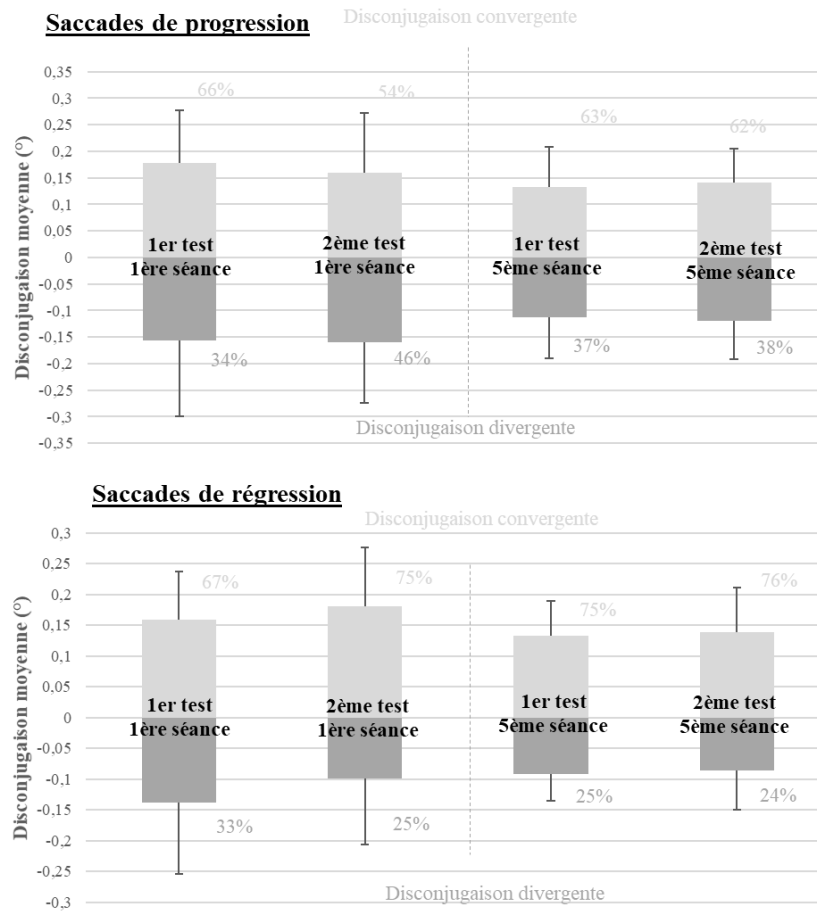 Saccades de progression
Disconjugaison convergente
Disconjugaison moyenne (°)
0,35
0,3
0,25
0,2
0,15
0,1
0,05
0
-0,05
-0,1
-0,15
-0,2
-0,25
-0,3
-0,35
66%
54%
63%
62%
1er test
1ère séance
2ème test
1ère séance
1er test
5ème séance
2ème test
5ème séance
34%
46%
37%
38%
Disconjugaison divergente
Saccades de régression
Disconjugaison convergente
Disconjugaison moyenne (°)
0,3
0,25
0,2
0,15
0,1
0,05
0
-0,05
-0,1
-0,15
-0,2
-0,25
-0,3
67%
75%
75%
76%
1er test
1ère séance
2ème test
1ère séance
1er test
5ème séance
2ème test
5ème séance
33%
25%
25%
24%
Disconjugaison divergente